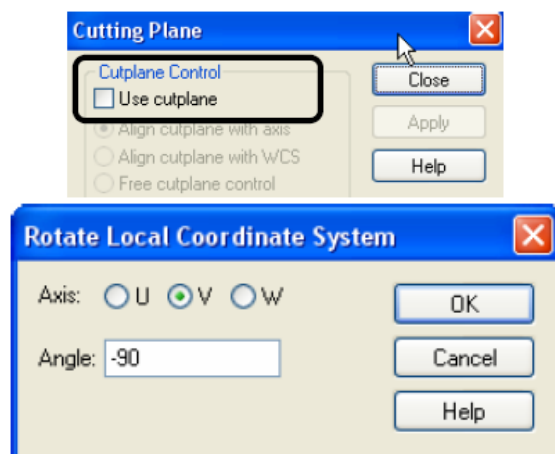 Cutting Plane
Cutplane Control
Use cutplane
Close
Align cutplane with axis
Apply
Align cutplane with WCS
Free cutplane control
Help
Rotate Local Coordinate System
Axis: U V W
OK
Angle: -90
Cancel
Help